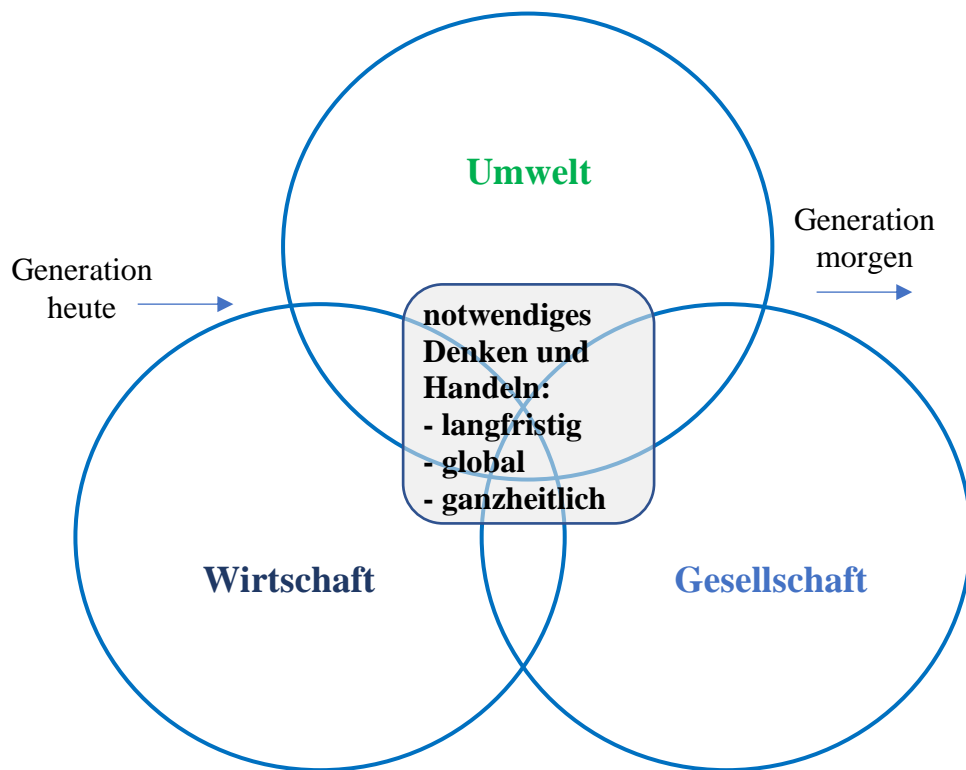 Umwelt
Generation
heute
Generation
morgen
notwendiges
Denken und
Handeln:
- langfristig
- global
- ganzheitlich
Wirtschaft
Gesellschaft